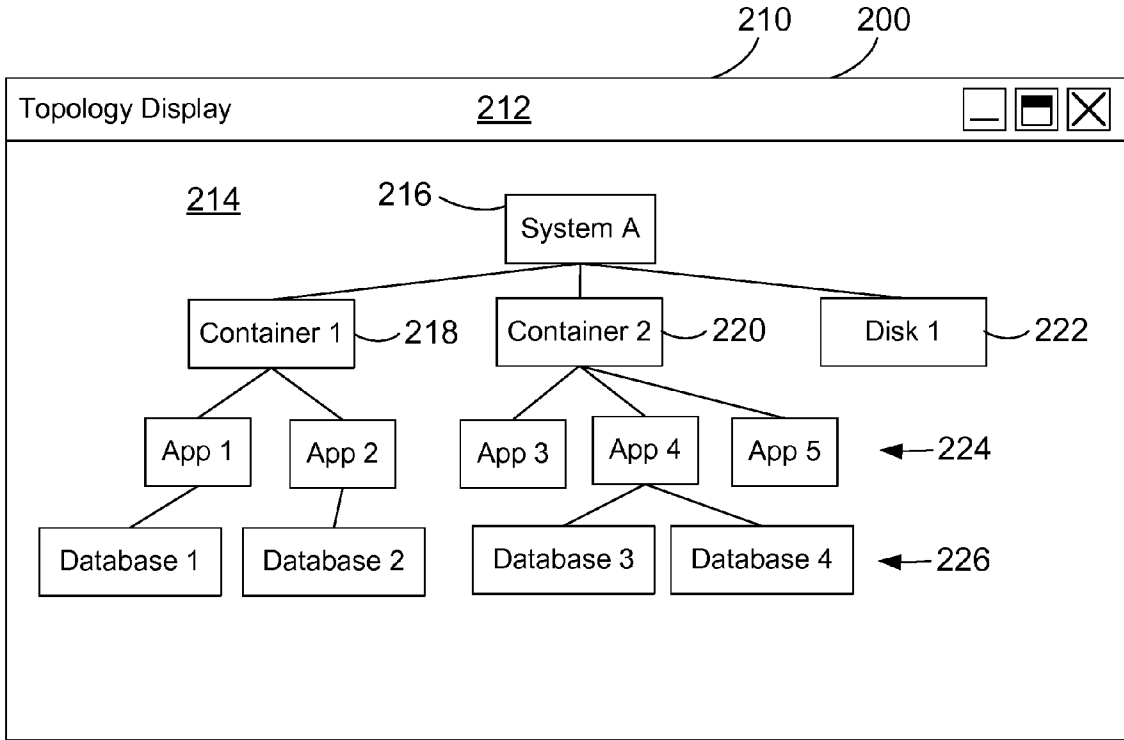 210 200
Topology Display 212
214
216
System A
Container 1 218 Container 2 220 Disk 1 222
App 1 App 2 App 3 App 4 App 5 224
Database 1 Database 2 Database 3 Database 4 226